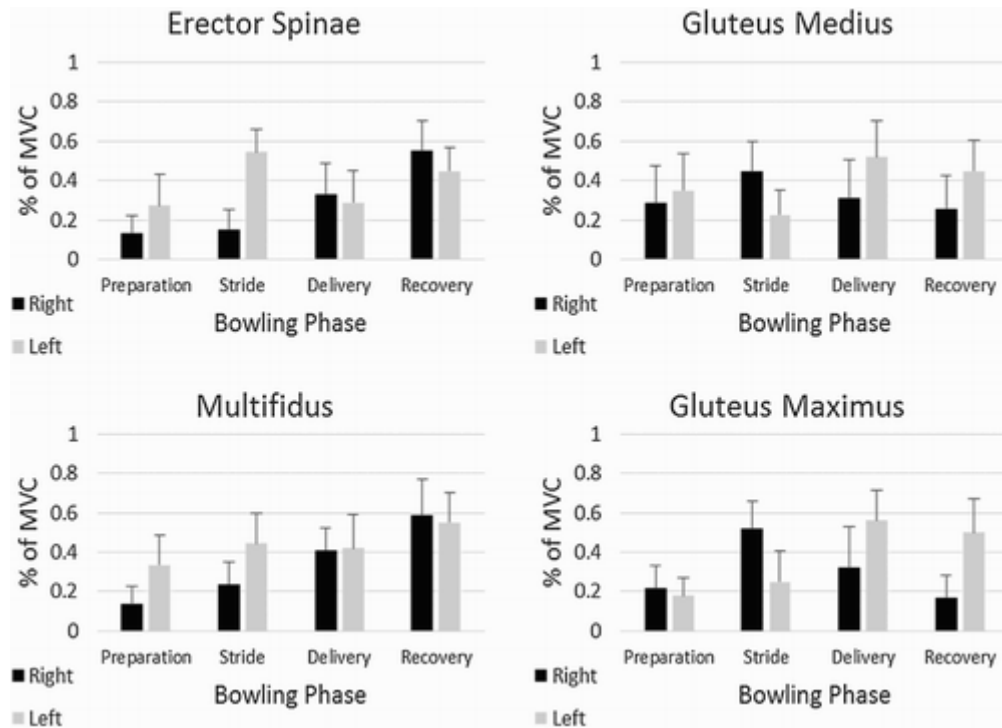 Erector Spinae
% of MVC
1
0.8
0.6
0.4
0.2
0
Preparation Stride Delivery Recovery
Right
Left
Bowling Phase
Gluteus Medius
% of MVC
1
0.8
0.6
0.4
0.2
0
Preparation Stride Delivery Recovery
Right
Left
Bowling Phase
Multifidus
% of MVC
1
0.8
0.6
0.4
0.2
0
Preparation Stride Delivery Recovery
Right
Left
Bowling Phase
Gluteus Maximus
% of MVC
1
0.8
0.6
0.4
0.2
0
Preparation Stride Delivery Recovery
Right
Left
Bowling Phase